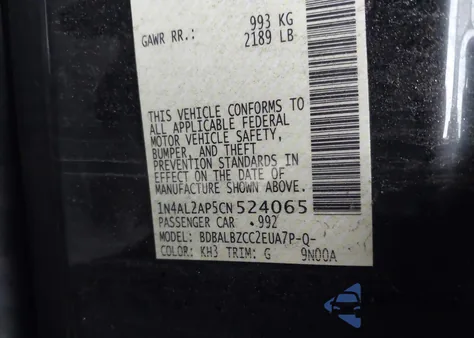 993 KG
GAWR RR.: 2189 LB
THIS VEHICLE CONFORMS TO
ALL APPLICABLE FEDERAL
MOTOR VEHICLE SAFETY,
BUMPER, AND THEFT
PREVENTION STANDARDS IN
EFFECT ON THE DATE OF
MANUFACTURE SHOWN ABOVE.
1N4AL2AP5CN524065
PASSENGER CAR .992
MODEL: BDBALBZCC2EUA7P-Q-
COLOR: KH3 TRIM: G 9N00A